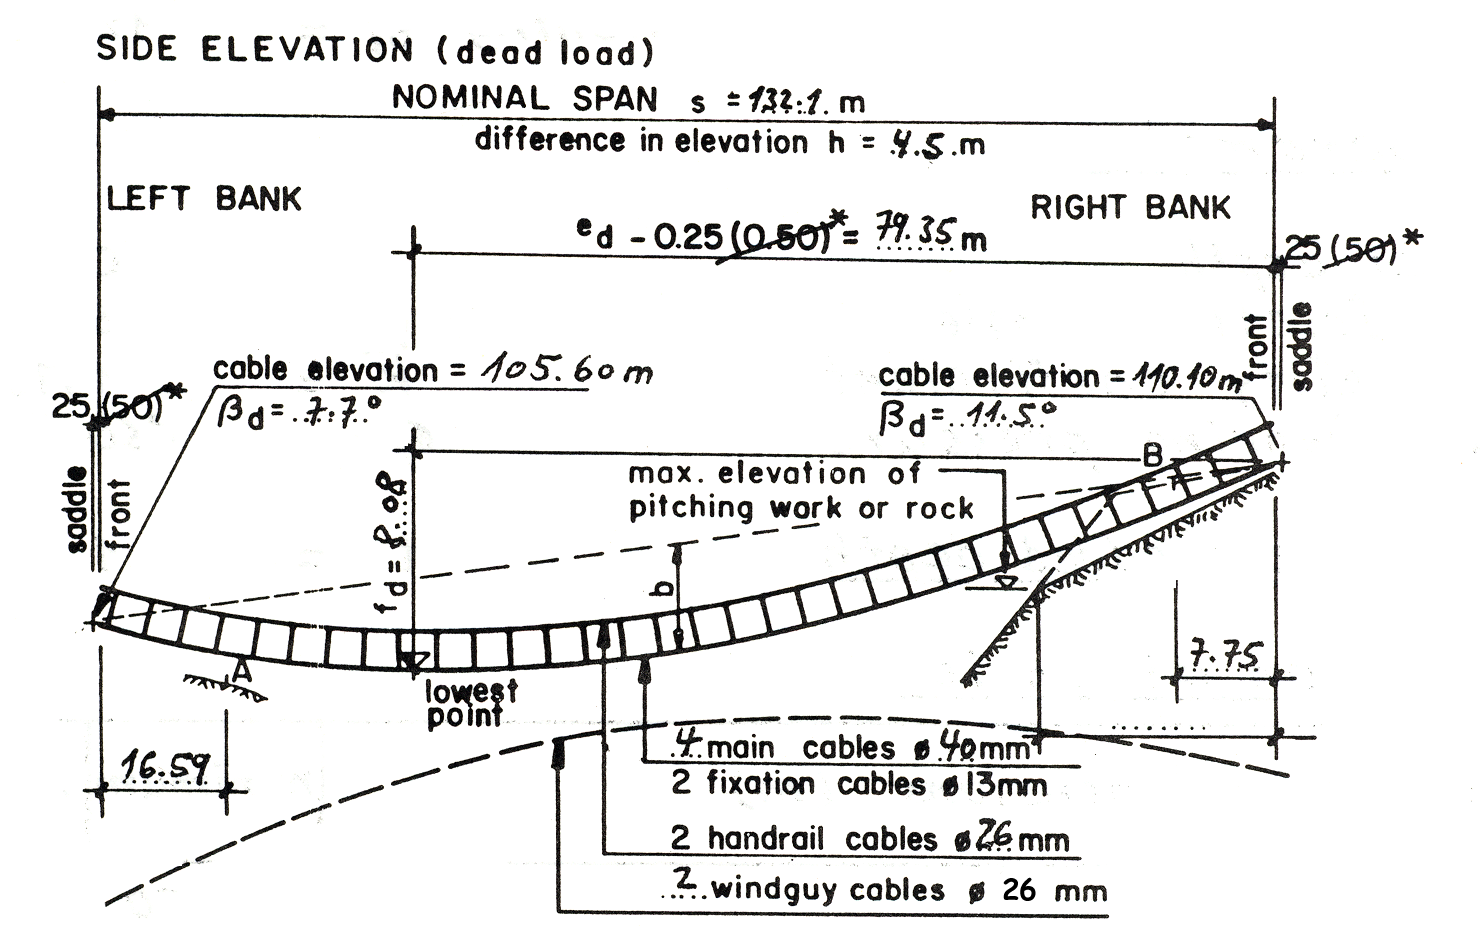 SIDE ELEVATION (dead load)
NOMINAL SPAN s = 132.1. m
difference in elevation h = 4.5. m
LEFT BANK
RIGHT BANK
ed - 0.25 (0.50)* = 79.35 m
25 (50)*
front
saddle
cable elevation = 105.60 m
βd = 7.7°
cable elevation = 110.10 m
βd = 11.5°
25 (50)*
saddle
front
fd = 8.08
B
max. elevation of
pitching work or rock
b
A
lowest
point
7.75
16.59
4 main cables ø 40 mm
2 fixation cables ø 13 mm
2 handrail cables ø 26 mm
2 windguy cables ø 26 mm